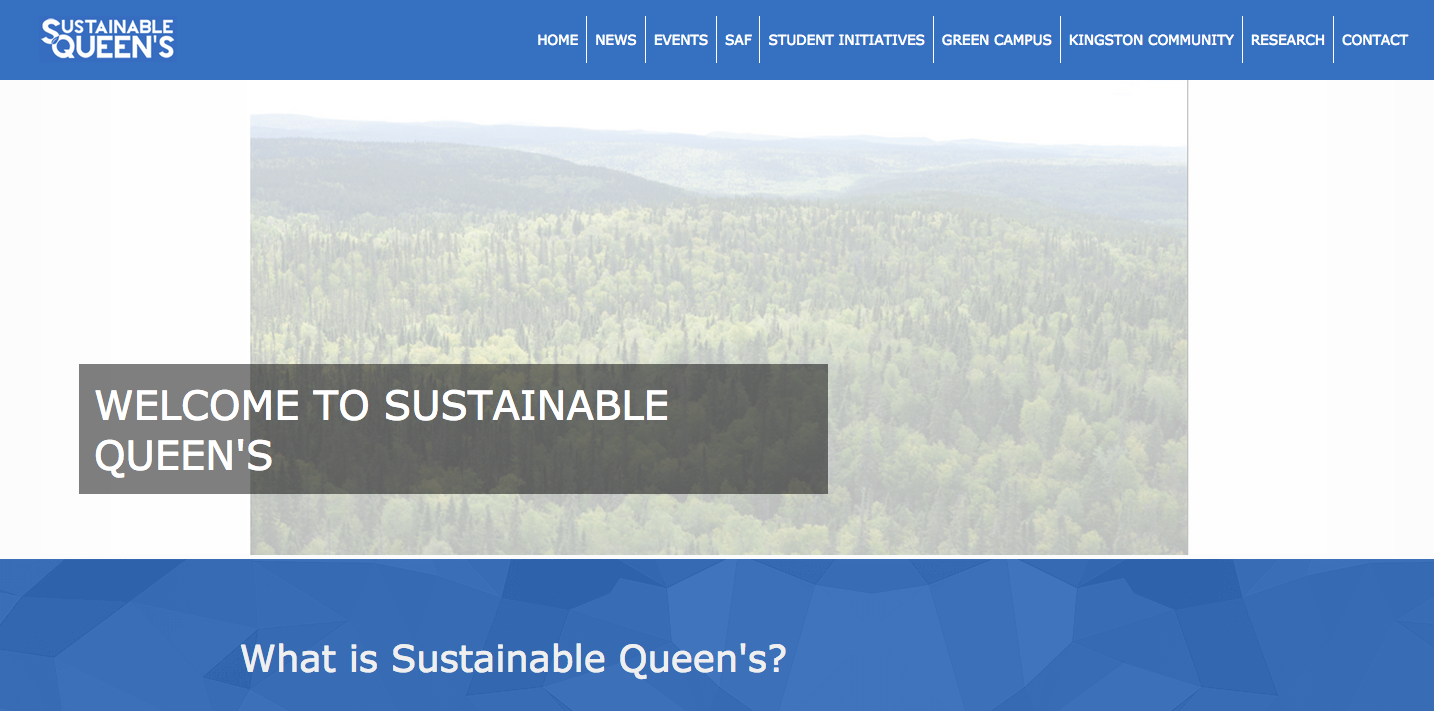 SUSTAINABLE
QUEEN'S
HOME NEWS EVENTS SAF STUDENT INITIATIVES GREEN CAMPUS KINGSTON COMMUNITY RESEARCH CONTACT
WELCOME TO SUSTAINABLE
QUEEN'S
What is Sustainable Queen's?